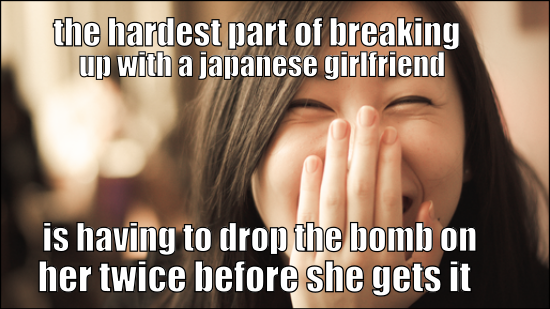 the hardest part of breaking
up with a japanese girlfriend
is having to drop the bomb on
her twice before she gets it